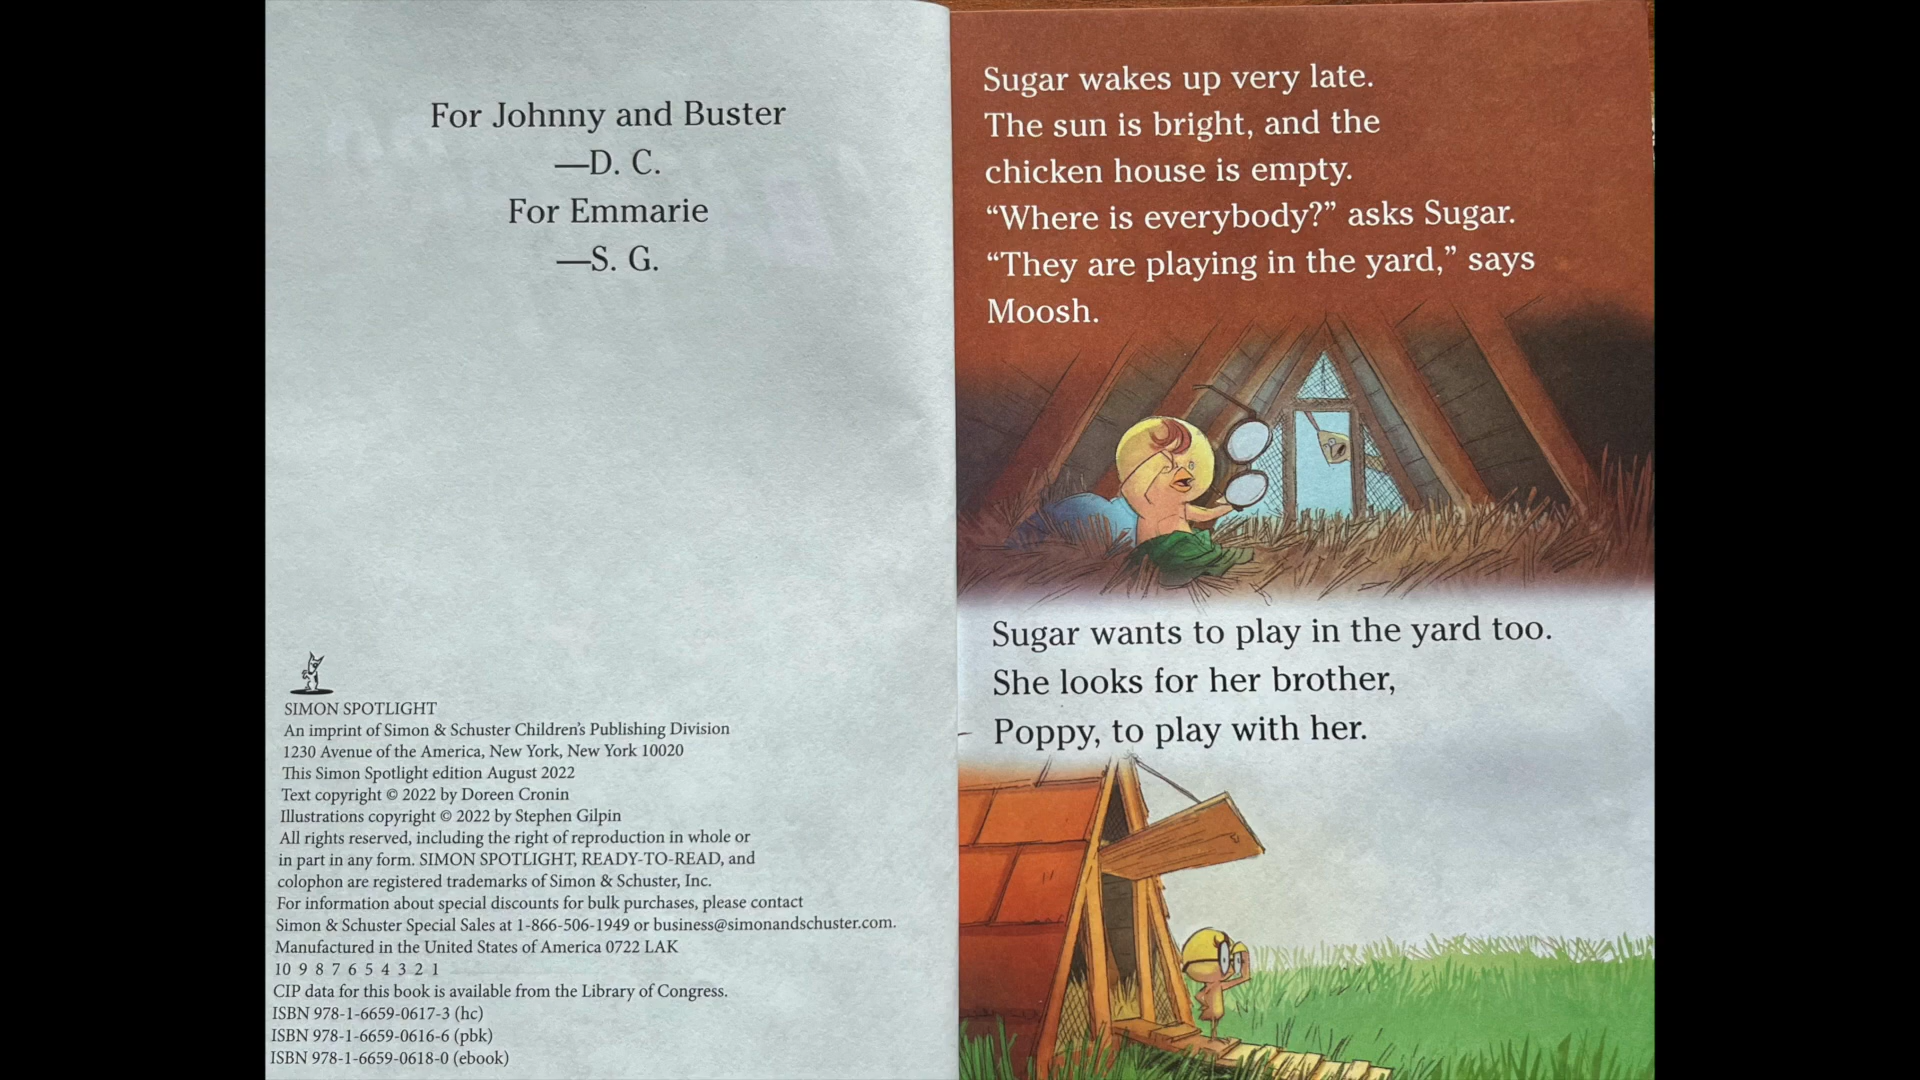 For Johnny and Buster
—D. C.
For Emmarie
—S. G.
SIMON SPOTLIGHT
An imprint of Simon & Schuster Children's Publishing Division
1230 Avenue of the America, New York, New York 10020
This Simon Spotlight edition August 2022
Text copyright © 2022 by Doreen Cronin
Illustrations copyright © 2022 by Stephen Gilpin
All rights reserved, including the right of reproduction in whole or
in part in any form. SIMON SPOTLIGHT, READY-TO-READ, and
colophon are registered trademarks of Simon & Schuster, Inc.
For information about special discounts for bulk purchases, please contact
Simon & Schuster Special Sales at 1-866-506-1949 or business@simonandschuster.com.
Manufactured in the United States of America 0722 LAK
10 9 8 7 6 5 4 3 2 1
CIP data for this book is available from the Library of Congress.
ISBN 978-1-6659-0617-3 (hc)
ISBN 978-1-6659-0616-6 (pbk)
ISBN 978-1-6659-0618-0 (ebook)
Sugar wakes up very late.
The sun is bright, and the
chicken house is empty.
“Where is everybody?” asks Sugar.
“They are playing in the yard,” says
Moosh.
Sugar wants to play in the yard too.
She looks for her brother,
Poppy, to play with her.